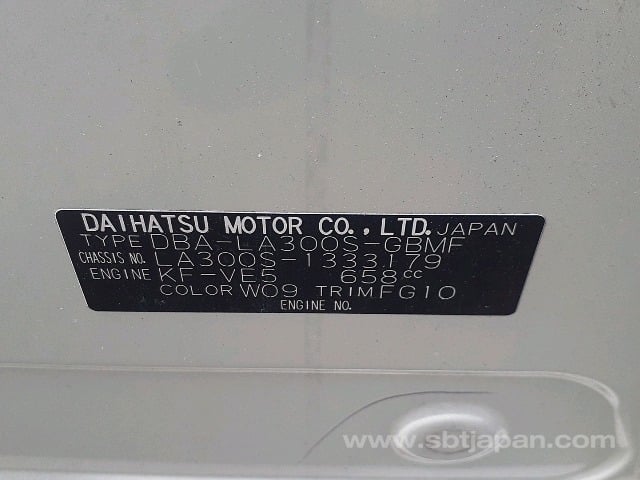 DAIHATSU MOTOR CO., LTD. JAPAN
TYPE DBA-LA300S-GBMF
CHASSIS NO. LA300S-1333179
ENGINE KF-VE5 658cc
COLOR W09 TRIM FG10
ENGINE NO.
www.sbtjapan.com